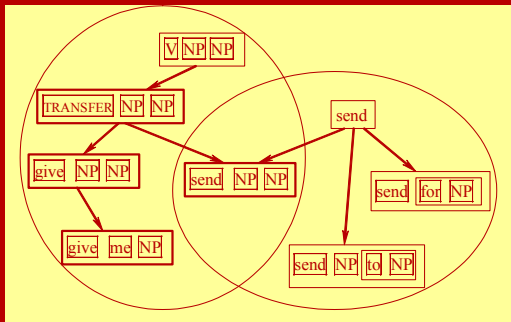 V NP NP
TRANSFER NP NP
send
give NP NP
send NP NP
send for NP
give me NP
send NP to NP